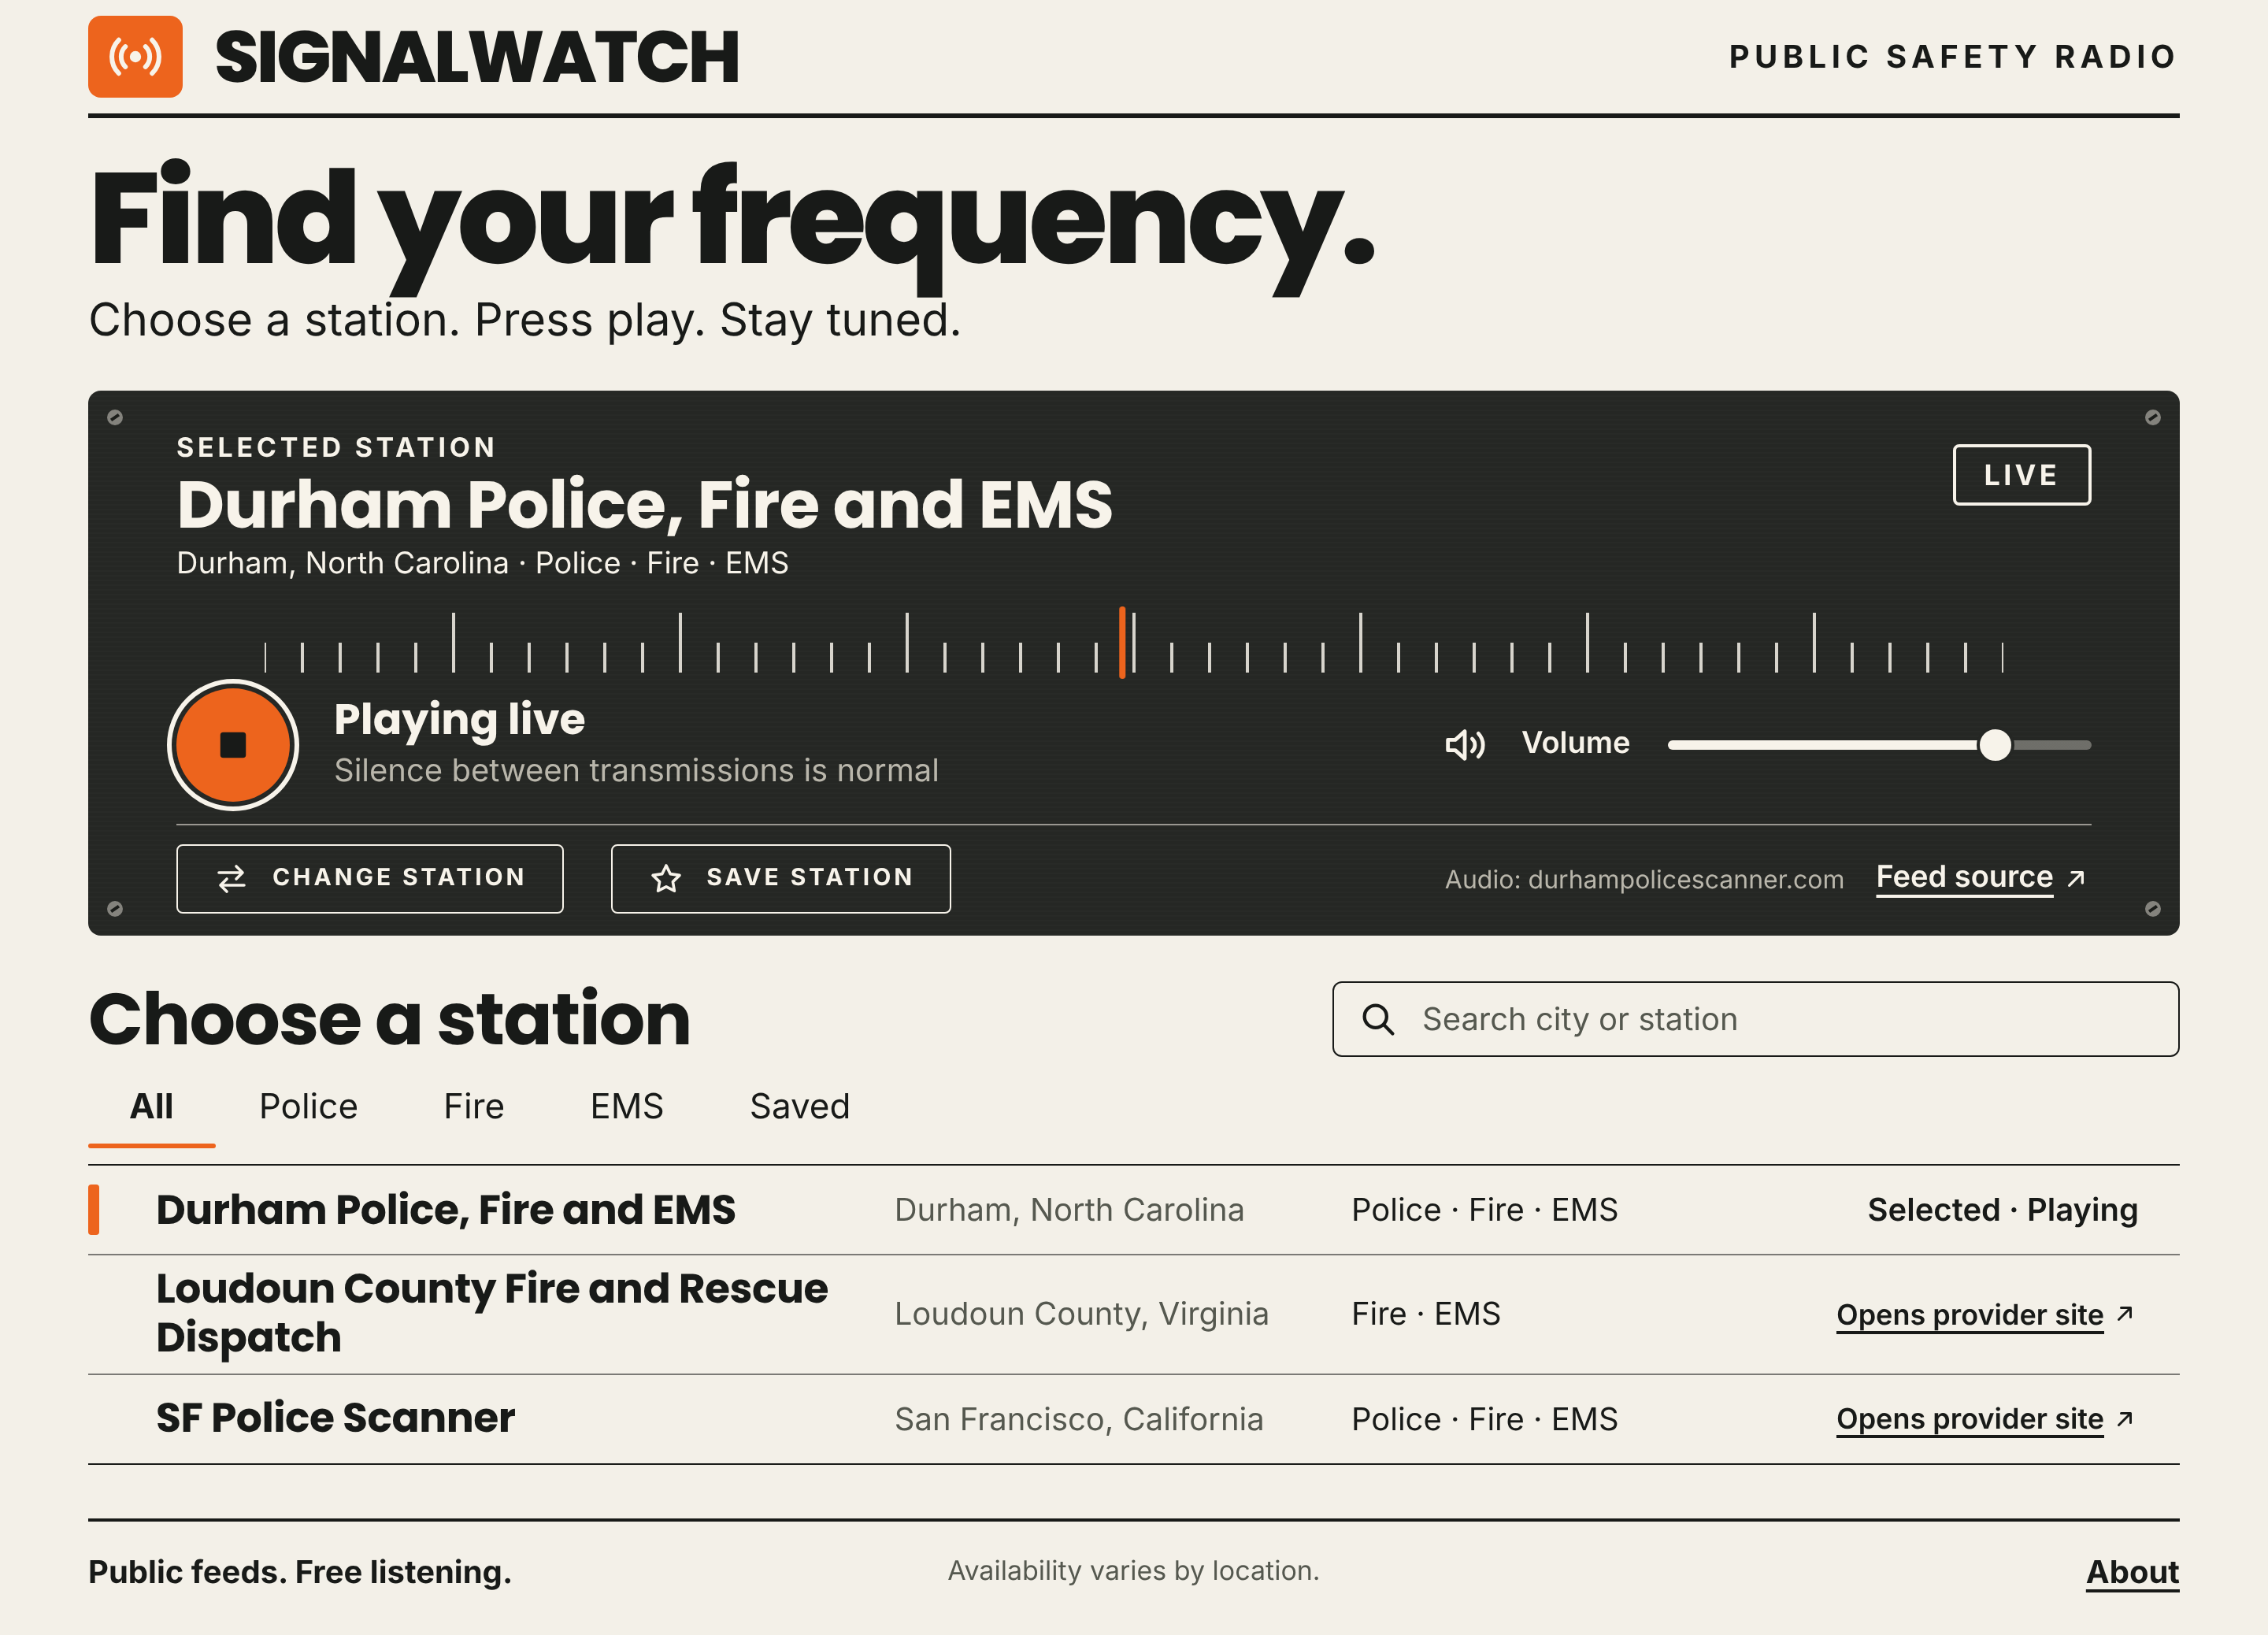 SIGNALWATCH
PUBLIC SAFETY RADIO
Find your frequency.
Choose a station. Press play. Stay tuned.
SELECTED STATION
LIVE
Durham Police, Fire and EMS
Durham, North Carolina · Police · Fire · EMS
Playing live
Silence between transmissions is normal
Volume
CHANGE STATION
SAVE STATION
Audio: durhampolicescanner.com
Feed source ↗
Choose a station
Search city or station
All
Police
Fire
EMS
Saved
Durham Police, Fire and EMS
Durham, North Carolina
Police · Fire · EMS
Selected · Playing
Loudoun County Fire and Rescue
Dispatch
Loudoun County, Virginia
Fire · EMS
Opens provider site ↗
SF Police Scanner
San Francisco, California
Police · Fire · EMS
Opens provider site ↗
Public feeds. Free listening.
Availability varies by location.
About